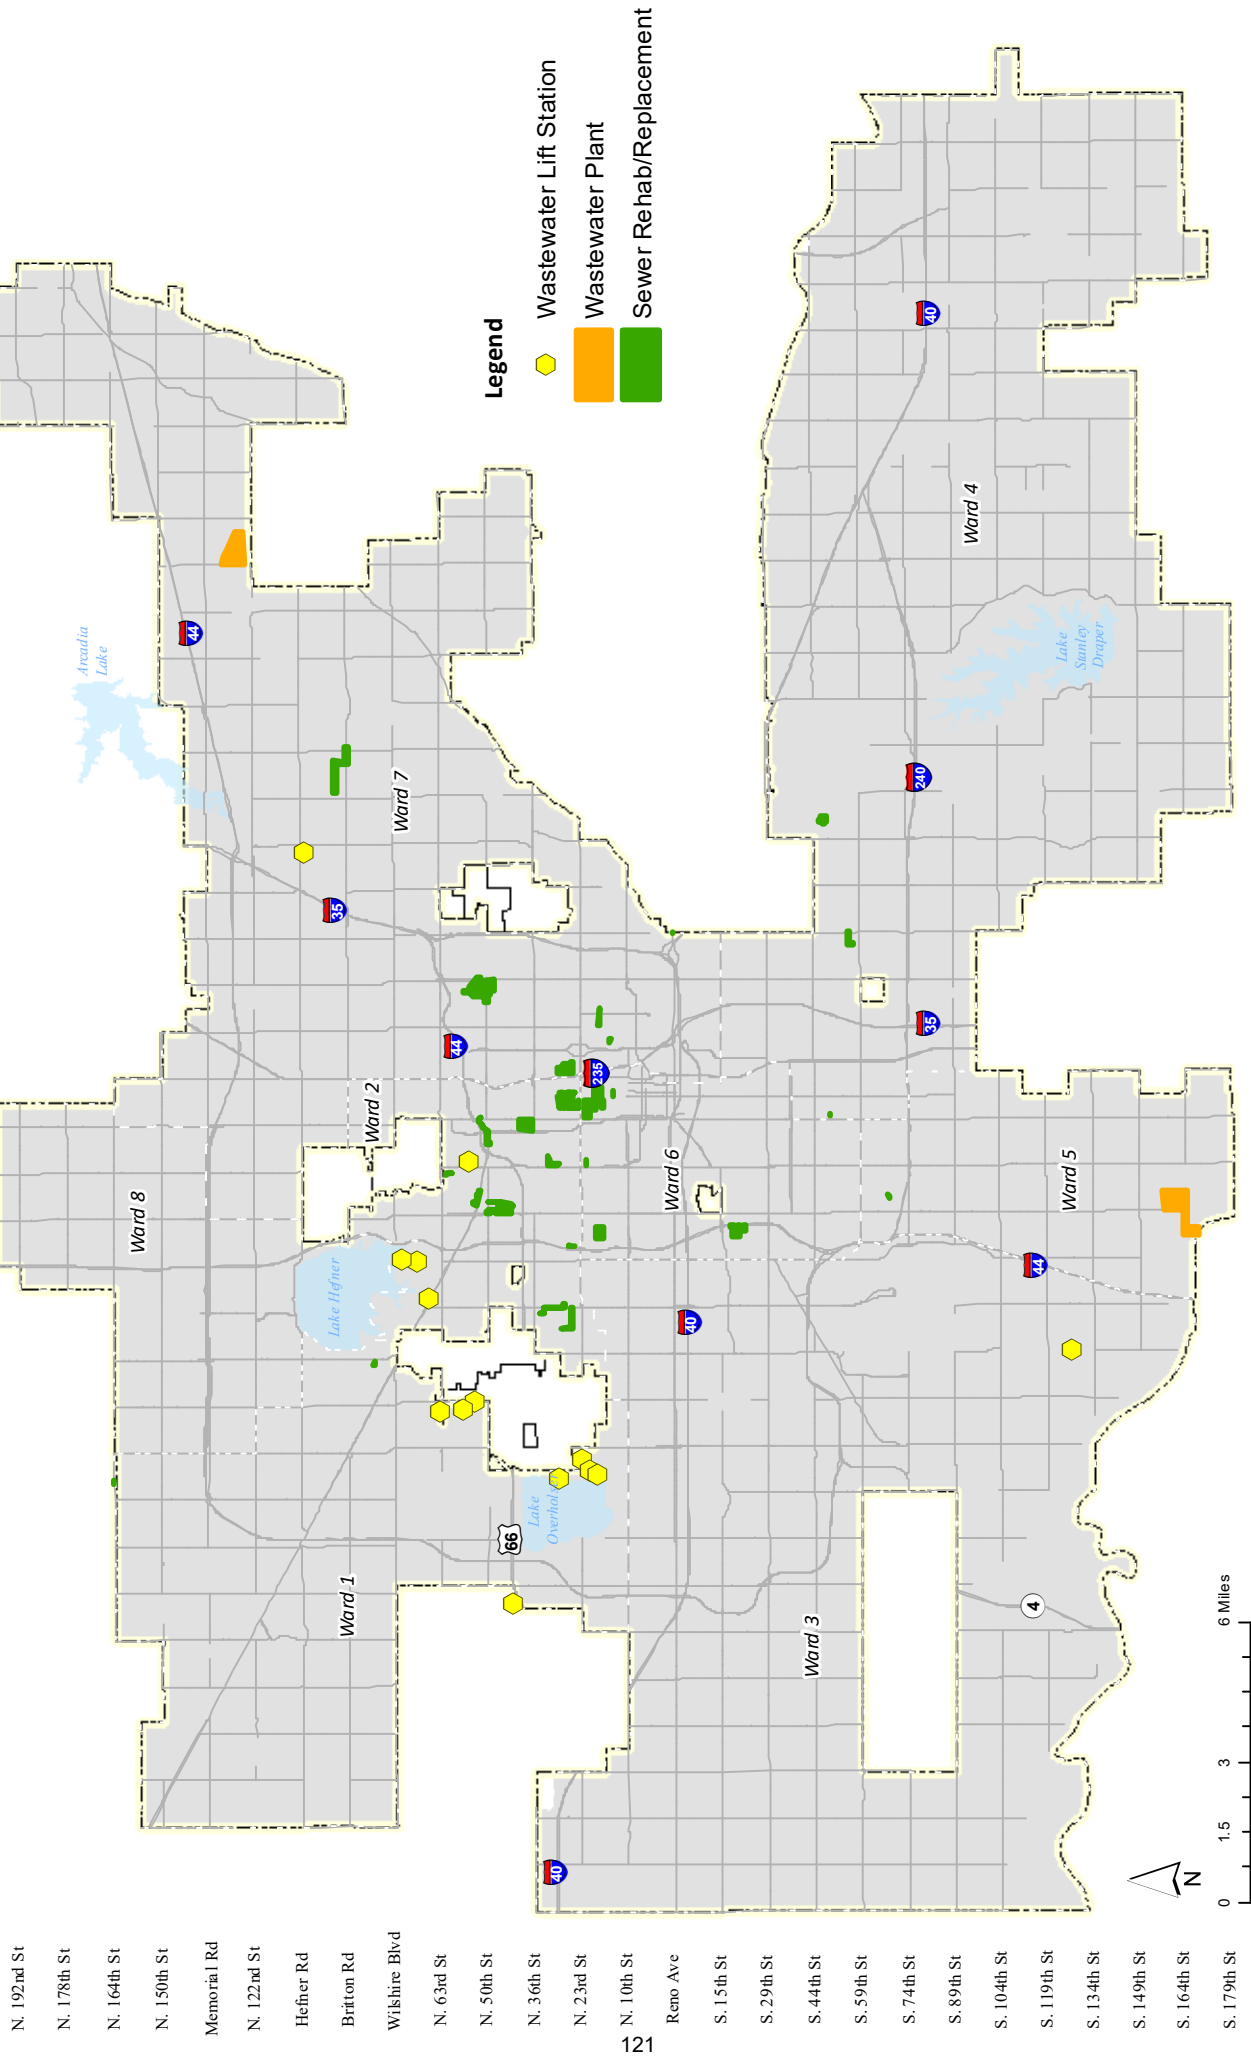 Legend
Wastewater Lift Station
Wastewater Plant
Sewer Rehab/Replacement
Arcadia
Lake
44
35
Ward 7
44
235
Ward 2
Ward 8
Lake Hefner
Ward 6
40
66
Lake
Overholser
Ward 1
Ward 3
40
40
Ward 4
Lake
Stanley
Draper
240
35
Ward 5
44
4
N
0
1.5
3
6 Miles
N. 192nd St
N. 178th St
N. 164th St
N. 150th St
Memorial Rd
N. 122nd St
Hefner Rd
Britton Rd
Wilshire Blvd
N. 63rd St
N. 50th St
N. 36th St
N. 23rd St
N. 10th St
Reno Ave
S. 15th St
S. 29th St
S. 44th St
S. 59th St
S. 74th St
S. 89th St
S. 104th St
S. 119th St
S. 134th St
S. 149th St
S. 164th St
S. 179th St
121